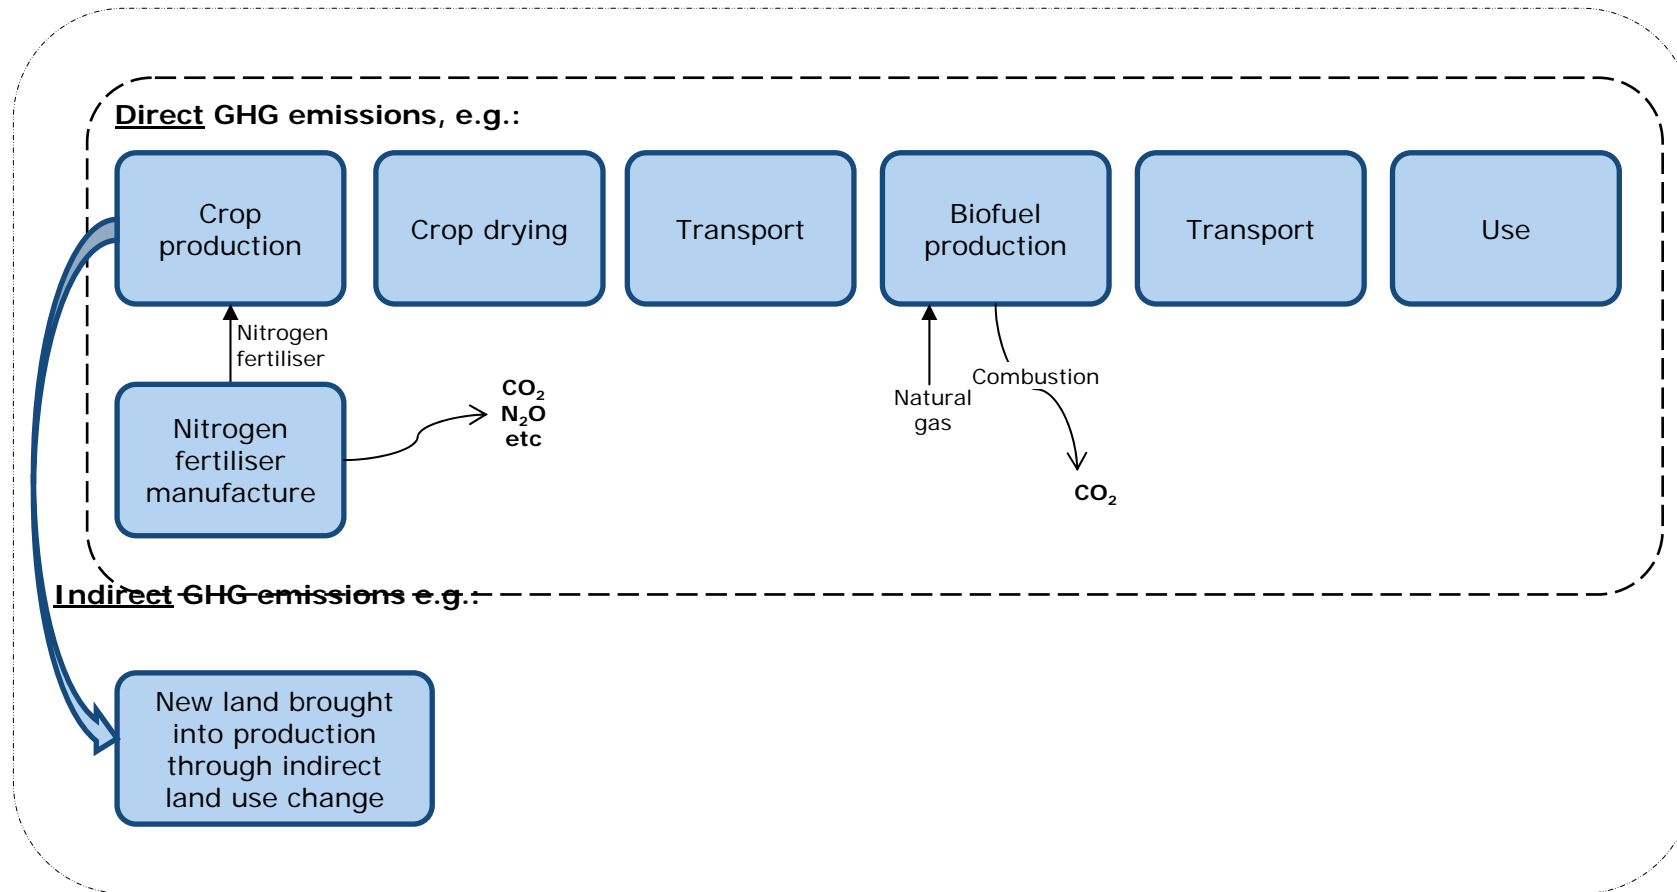 Direct GHG emissions, e.g.:
Crop
production
Crop drying
Transport
Biofuel
production
Transport
Use
Nitrogen
fertiliser
Nitrogen
fertiliser
manufacture
CO₂
N₂O
etc
Natural
gas
Combustion
CO₂
Indirect GHG emissions e.g.:
New land brought
into production
through indirect
land use change